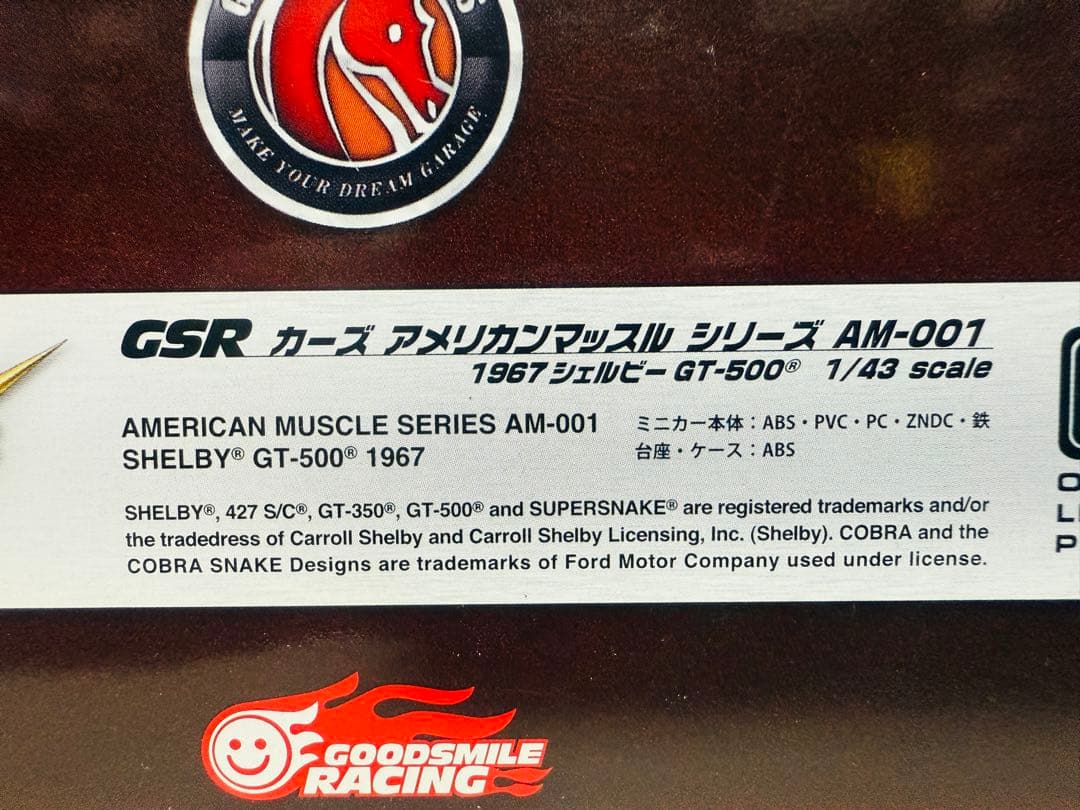 MAKE YOUR DREAM GARAGE
GSR カーズ アメリカンマッスル シリーズ AM-001
1967 シェルビー GT-500® 1/43 scale
AMERICAN MUSCLE SERIES AM-001
SHELBY® GT-500® 1967
ミニカー本体：ABS・PVC・PC・ZNDC・鉄
台座・ケース：ABS
SHELBY®, 427 S/C®, GT-350®, GT-500® and SUPERSNAKE® are registered trademarks and/or
the tradedress of Carroll Shelby and Carroll Shelby Licensing, Inc. (Shelby). COBRA and the
COBRA SNAKE Designs are trademarks of Ford Motor Company used under license.
O
L
P
GOODSMILE
RACING